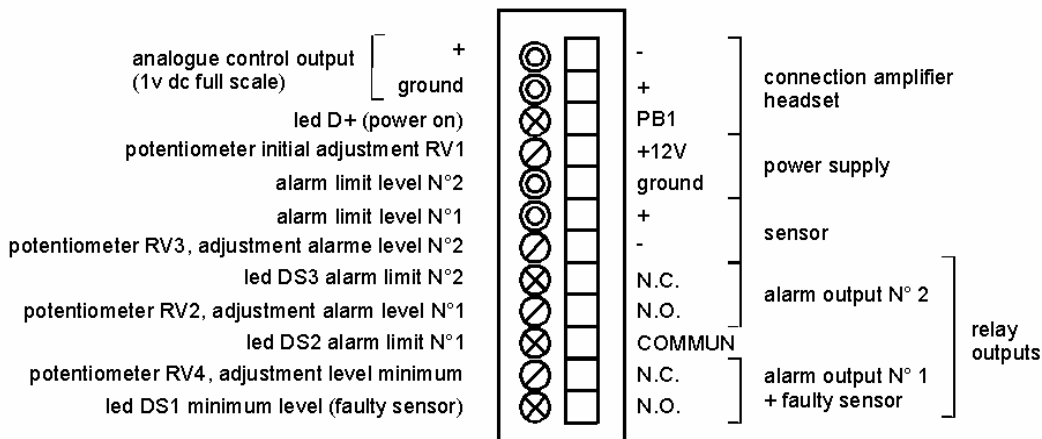 analogue control output
(1v dc full scale)
+
ground
led D+ (power on)
potentiometer initial adjustment RV1
alarm limit level N°2
alarm limit level N°1
potentiometer RV3, adjustment alarme level N°2
led DS3 alarm limit N°2
potentiometer RV2, adjustment alarm level N°1
led DS2 alarm limit N°1
potentiometer RV4, adjustment level minimum
led DS1 minimum level (faulty sensor)
-
+
PB1
+12V
ground
+
-
N.C.
N.O.
COMMUN
N.C.
N.O.
connection amplifier
headset
power supply
sensor
alarm output N° 2
alarm output N° 1
+ faulty sensor
relay
outputs